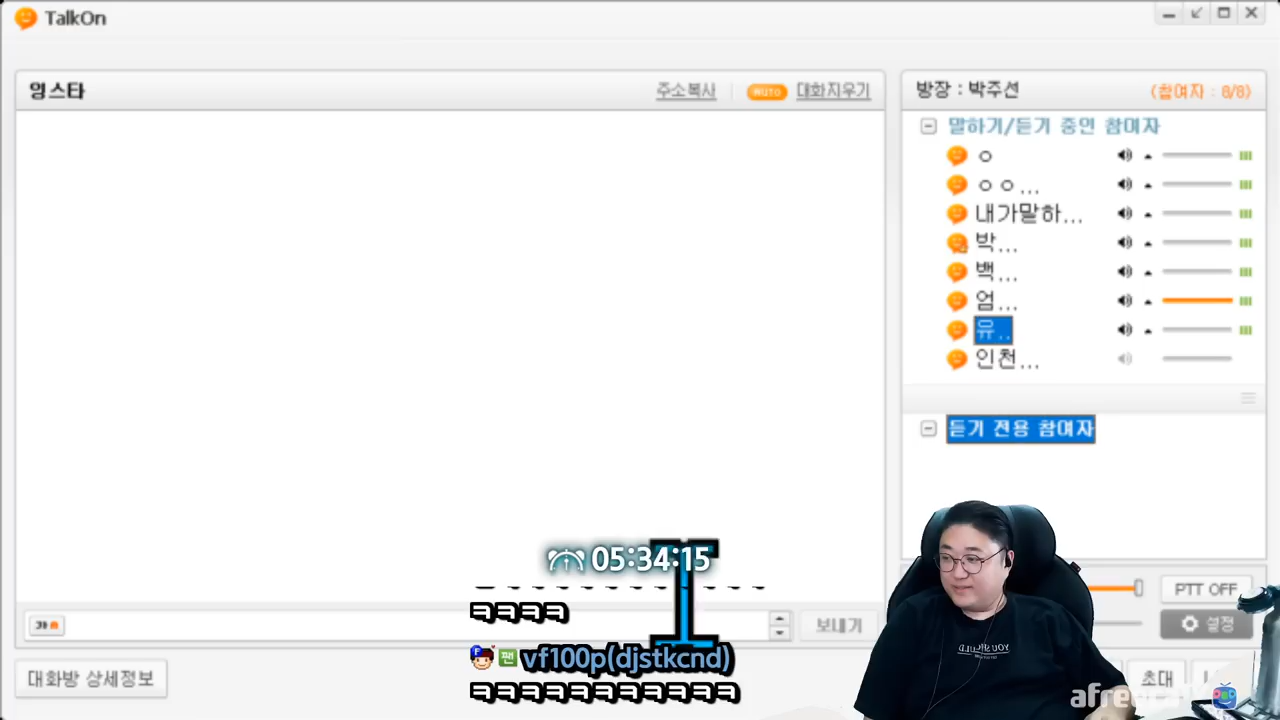 TalkOn
잉스타
주소복사
AUTO
대화지우기
방장 : 박주선
(참여자 : 8/8)
말하기/듣기 중인 참여자
ㅇ
ㅇㅇ...
내가말하...
박...
백...
엄...
유..
인천...
듣기 전용 참여자
05:34:15
ㅋㅋㅋㅋ
PTT OFF
가
보내기
설정
F 팬 vf100p(djstkcnd)
ㅋㅋㅋㅋㅋㅋㅋㅋㅋㅋㅋ
대화방 상세정보
초대